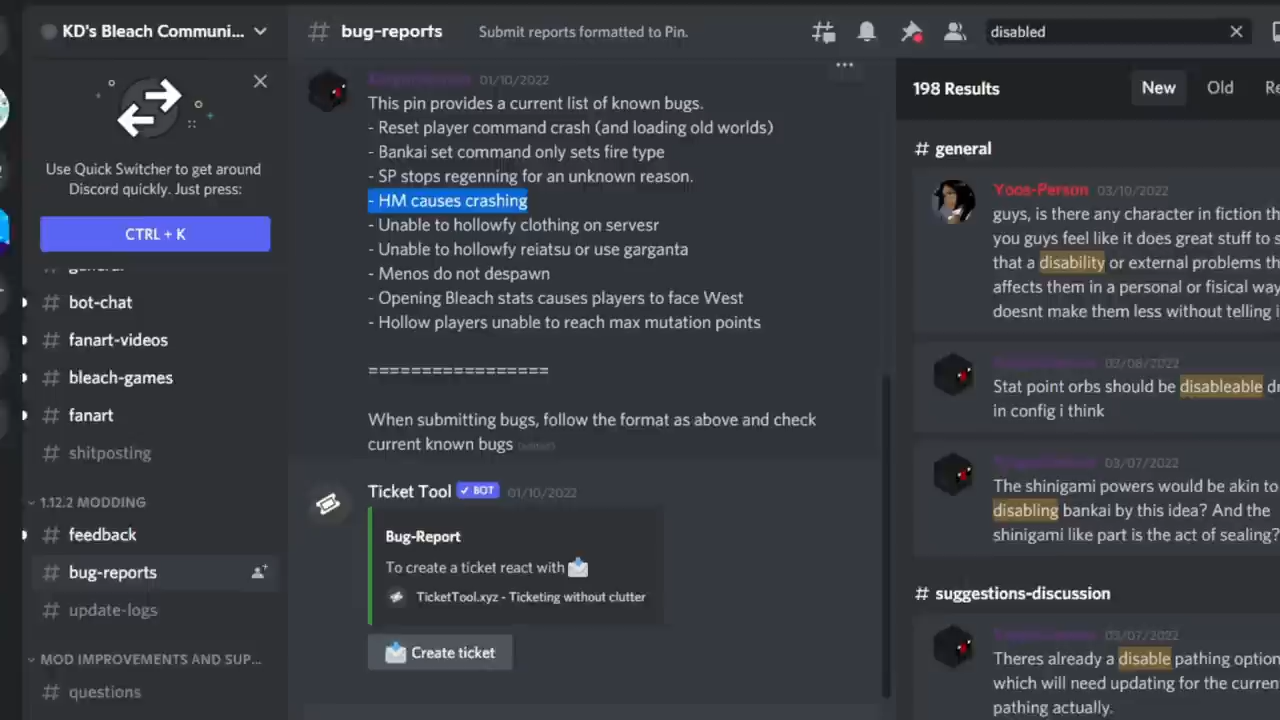 KD's Bleach Communi...
Use Quick Switcher to get around
Discord quickly. Just press:
CTRL + K
general
bot-chat
fanart-videos
bleach-games
fanart
shitposting
1.12.2 MODDING
feedback
bug-reports
update-logs
MOD IMPROVEMENTS AND SUP...
questions
bug-reports
Submit reports formatted to Pin.
01/10/2022
This pin provides a current list of known bugs.
- Reset player command crash (and loading old worlds)
- Bankai set command only sets fire type
- SP stops regenning for an unknown reason.
- HM causes crashing
- Unable to hollowfy clothing on servesr
- Unable to hollowfy reiatsu or use garganta
- Menos do not despawn
- Opening Bleach stats causes players to face West
- Hollow players unable to reach max mutation points
=================
When submitting bugs, follow the format as above and check
current known bugs (edited)
Ticket Tool ✓ BOT 01/10/2022
Bug-Report
To create a ticket react with
TicketTool.xyz - Ticketing without clutter
Create ticket
disabled
198 Results
New
Old
Re
# general
Yoos-Person 03/10/2022
guys, is there any character in fiction th
you guys feel like it does great stuff to s
that a disability or external problems th
affects them in a personal or fisical way
doesnt make them less without telling i
03/08/2022
Stat point orbs should be disableable dr
in config i think
03/07/2022
The shinigami powers would be akin to
disabling bankai by this idea? And the
shinigami like part is the act of sealing?
# suggestions-discussion
03/07/2022
Theres already a disable pathing option
which will need updating for the current
pathing actually.